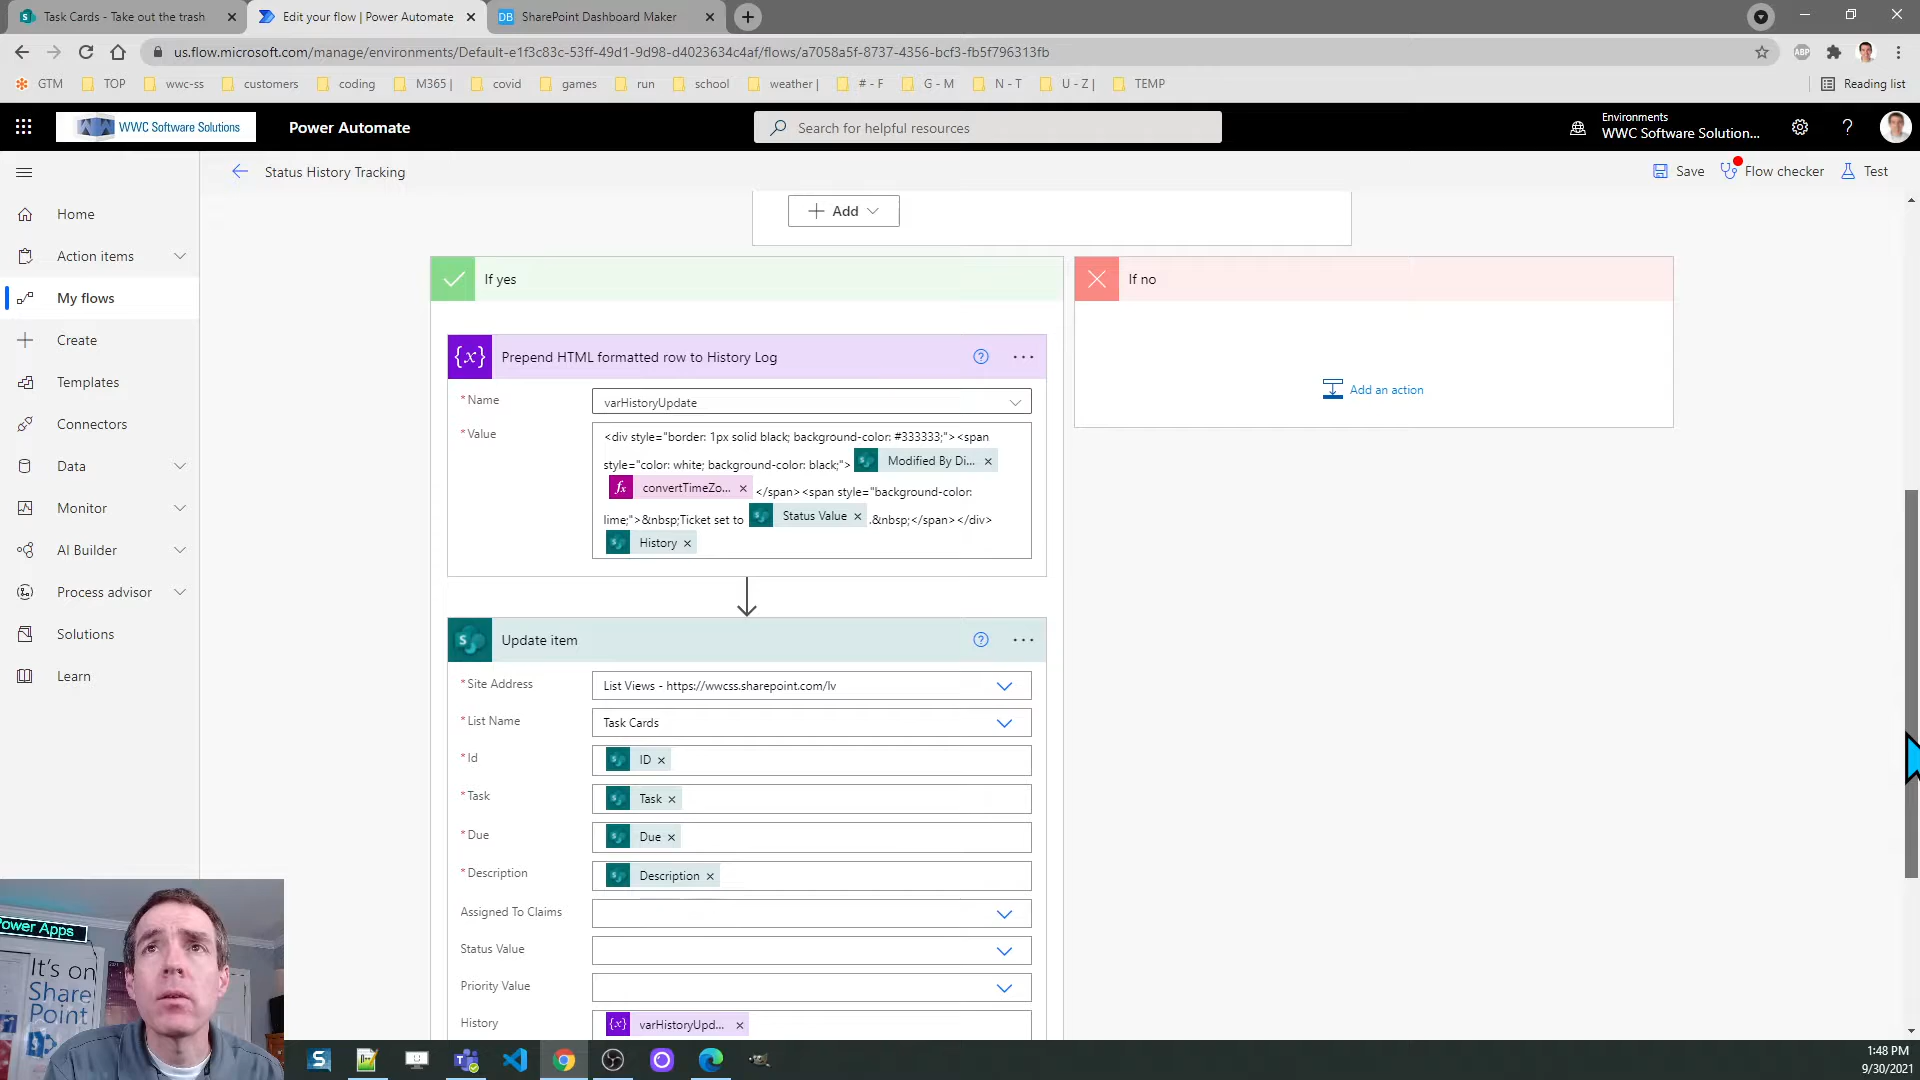 Task Cards - Take out the trash
Edit your flow | Power Automate
DB SharePoint Dashboard Maker
us.flow.microsoft.com/manage/environments/Default-e1f3c83c-53ff-49d1-9d98-d4023634c4af/flows/a7058a5f-8737-4356-bcf3-fb5f796313fb
ABP
GTM TOP wwc-ss customers coding M365 | covid games run school weather | # - F G - M N - T U - Z | TEMP Reading list
WWC Software Solutions
Power Automate
Search for helpful resources
Environments
WWC Software Solution...
Status History Tracking
Save Flow checker Test
Home
Action items
My flows
Create
Templates
Connectors
Data
Monitor
AI Builder
Process advisor
Solutions
Learn
+ Add
If yes
If no
Add an action
{x} Prepend HTML formatted row to History Log
* Name
varHistoryUpdate
* Value
<div style="border: 1px solid black; background-color: #333333;"><span
style="color: white; background-color: black;"> Modified By Di... ×
fx convertTimeZo... × </span><span style="background-color:
lime;">&nbsp;Ticket set to Status Value × .&nbsp;</span></div>
History ×
Update item
* Site Address
List Views - https://wwcss.sharepoint.com/lv
* List Name
Task Cards
* Id
ID ×
* Task
Task ×
* Due
Due ×
* Description
Description ×
Assigned To Claims
Status Value
Priority Value
History
{x} varHistoryUpd... ×
Power Apps
It's on
Share
Point
1:48 PM
9/30/2021